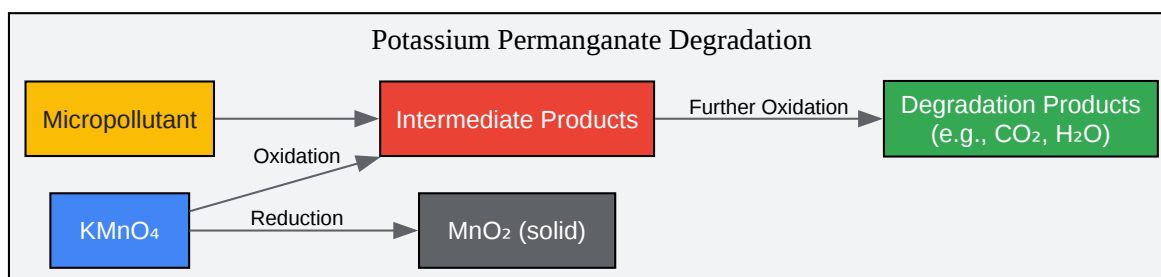 Potassium Permanganate Degradation
Micropollutant
Intermediate Products
Further Oxidation
Degradation Products
(e.g., CO₂, H₂O)
Oxidation
KMnO₄
Reduction
MnO₂ (solid)